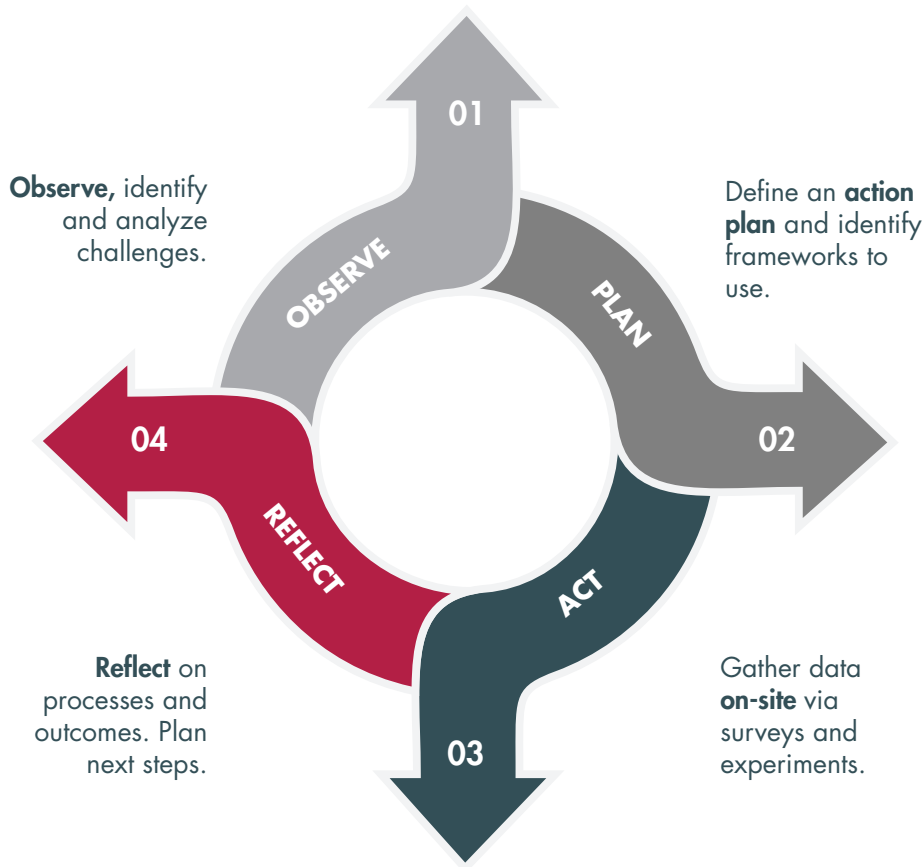 01
OBSERVE
Observe, identify
and analyze
challenges.
PLAN
02
Define an action
plan and identify
frameworks to
use.
ACT
03
Gather data
on-site via
surveys and
experiments.
04
REFLECT
Reflect on
processes and
outcomes. Plan
next steps.